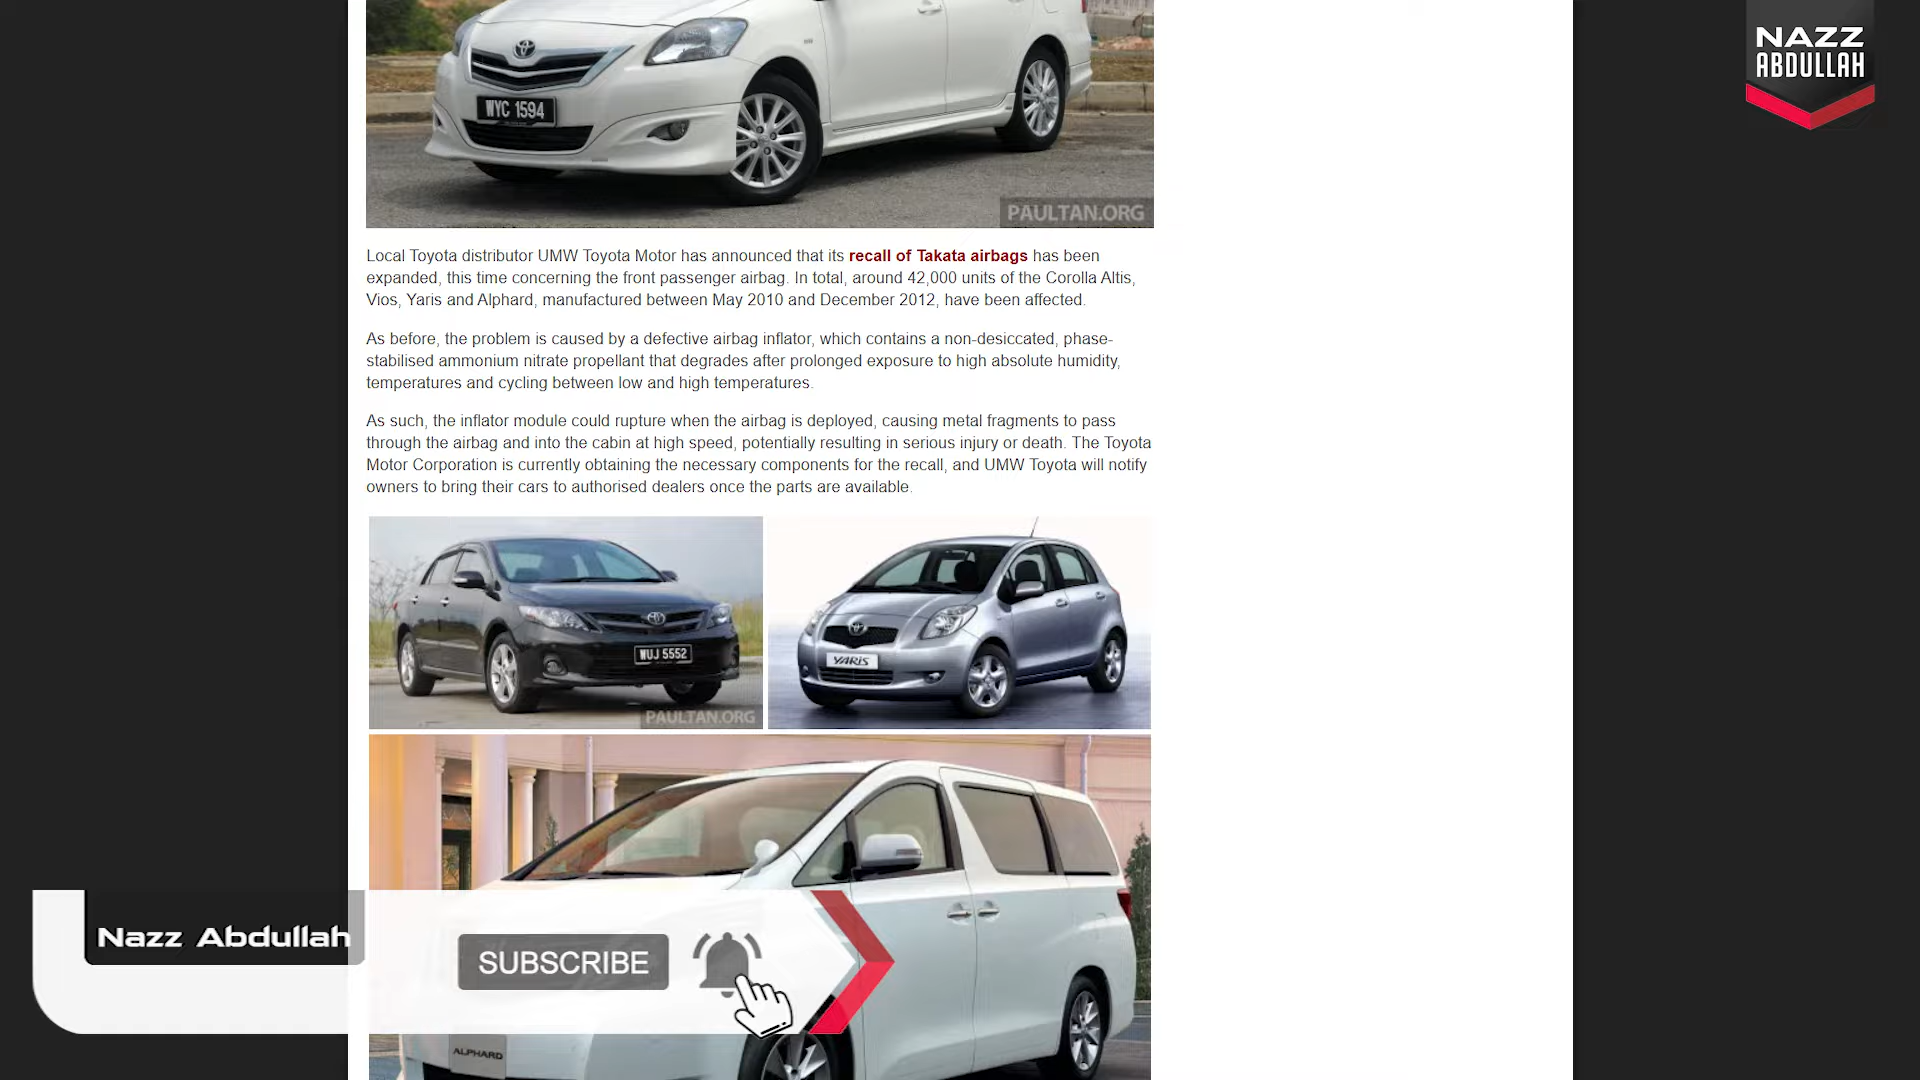 NAZZ
ABDULLAH
WYC 1594
PAULTAN.ORG
Local Toyota distributor UMW Toyota Motor has announced that its recall of Takata airbags has been
expanded, this time concerning the front passenger airbag. In total, around 42,000 units of the Corolla Altis,
Vios, Yaris and Alphard, manufactured between May 2010 and December 2012, have been affected.
As before, the problem is caused by a defective airbag inflator, which contains a non-desiccated, phase-
stabilised ammonium nitrate propellant that degrades after prolonged exposure to high absolute humidity,
temperatures and cycling between low and high temperatures.
As such, the inflator module could rupture when the airbag is deployed, causing metal fragments to pass
through the airbag and into the cabin at high speed, potentially resulting in serious injury or death. The Toyota
Motor Corporation is currently obtaining the necessary components for the recall, and UMW Toyota will notify
owners to bring their cars to authorised dealers once the parts are available.
WUJ 5552
YARIS
PAULTAN.ORG
Nazz Abdullah
SUBSCRIBE
ALPHARD